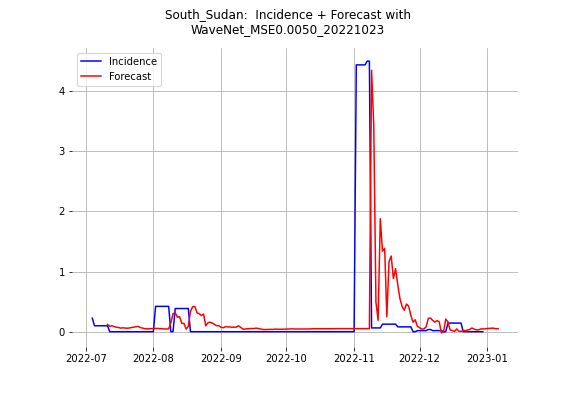 South_Sudan:  Incidence + Forecast with
WaveNet_MSE0.0050_20221023
Incidence
Forecast
4
3
2
1
0
2022-07 2022-08 2022-09 2022-10 2022-11 2022-12 2023-01